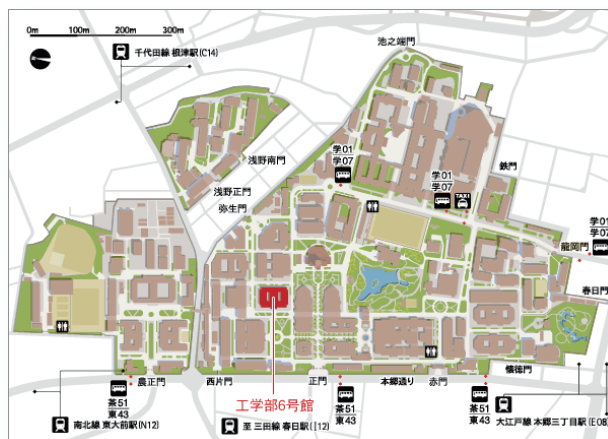 0m 100m 200m 300m
千代田線 根津駅(C14)
池之端門
浅野南門
浅野正門
弥生門
学01
学07
学01
学07
TAXI
鉄門
龍岡門
学01
学07
春日門
懐徳門
農正門
西片門
正門
本郷通り
赤門
工学部6号館
茶51
東43
茶51
東43
茶51
東43
南北線 東大前駅(N12)
至 三田線 春日駅(I12)
大江戸線 本郷三丁目駅(E08)